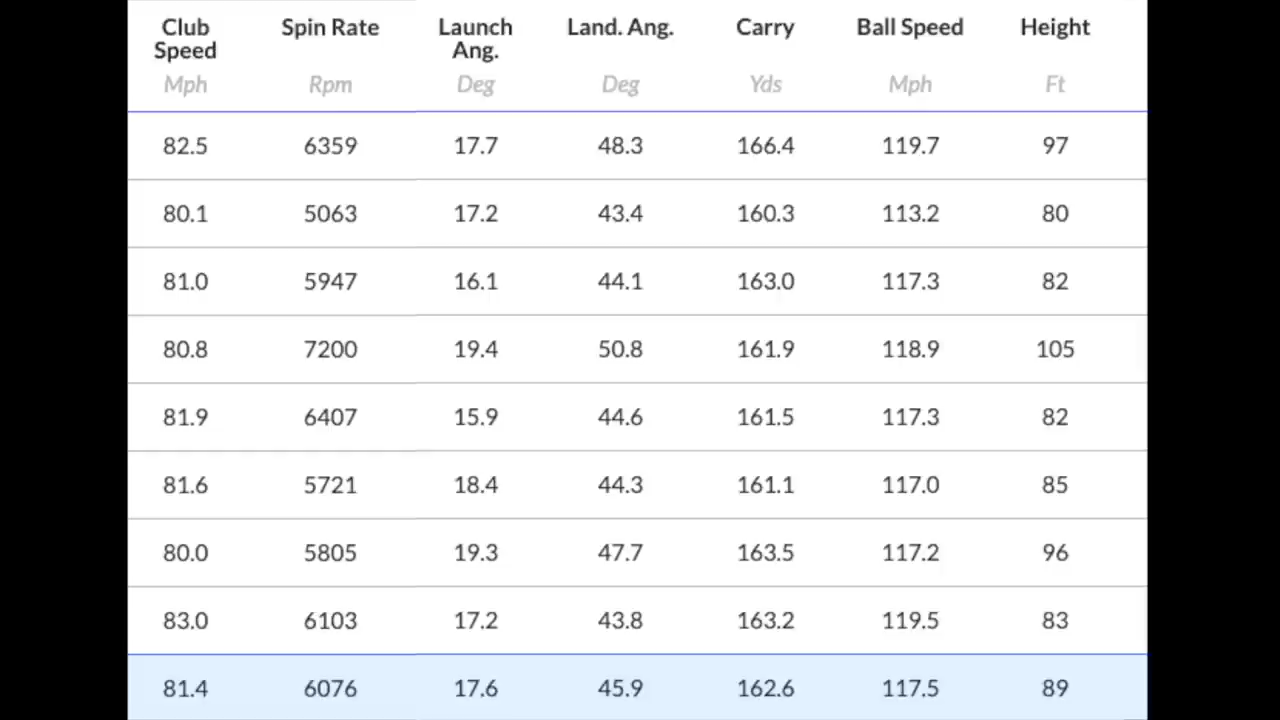 Club Speed Spin Rate Launch Ang. Land. Ang. Carry Ball Speed Height
Mph Rpm Deg Deg Yds Mph Ft
82.5 6359 17.7 48.3 166.4 119.7 97
80.1 5063 17.2 43.4 160.3 113.2 80
81.0 5947 16.1 44.1 163.0 117.3 82
80.8 7200 19.4 50.8 161.9 118.9 105
81.9 6407 15.9 44.6 161.5 117.3 82
81.6 5721 18.4 44.3 161.1 117.0 85
80.0 5805 19.3 47.7 163.5 117.2 96
83.0 6103 17.2 43.8 163.2 119.5 83
81.4 6076 17.6 45.9 162.6 117.5 89